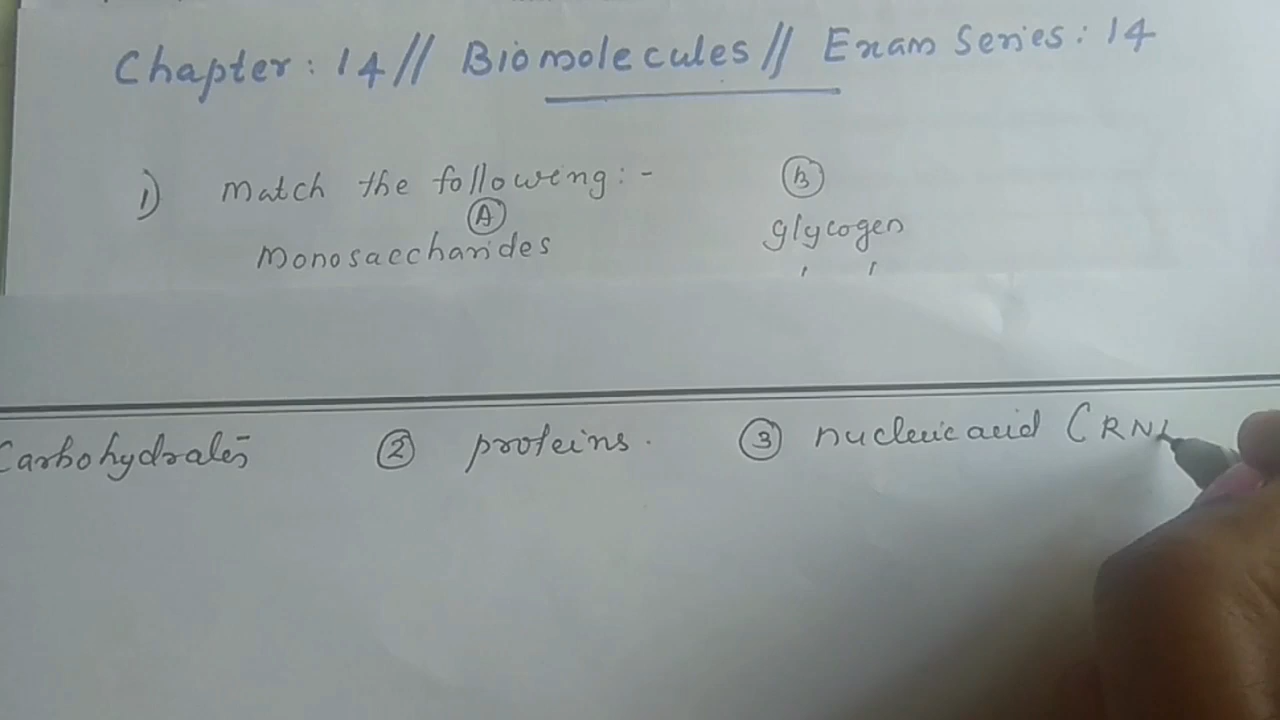 Chapter: 14// Biomolecules// Exam Series: 14
1) Match the following:-
A B
Monosaccharides glycogen
Carbohydrates ② proteins. ③ nucleic acid (RN